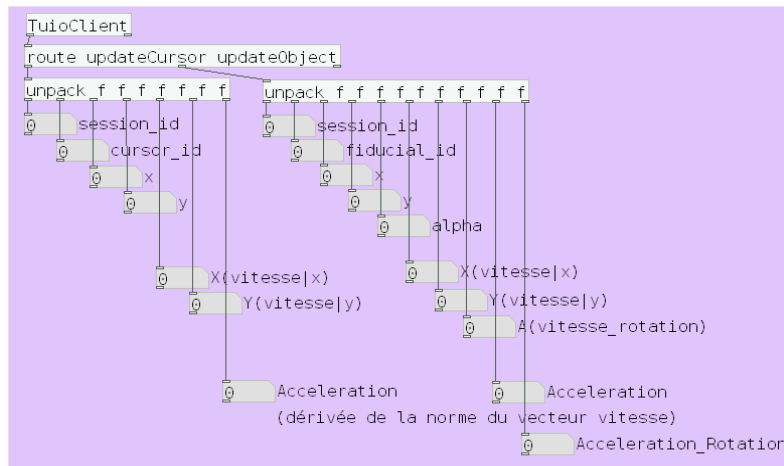 TuioClient
route updateCursor updateObject
unpack f f f f f f f
unpack f f f f f f f f f f
0 session_id
0 session_id
0 cursor_id
0 fiducial_id
0 x
0 x
0 y
0 y
0 alpha
0 X(vitesse|x)
0 X(vitesse|x)
0 Y(vitesse|y)
0 Y(vitesse|y)
0 A(vitesse_rotation)
0 Acceleration
0 Acceleration
(dérivée de la norme du vecteur vitesse)
0 Acceleration_Rotation